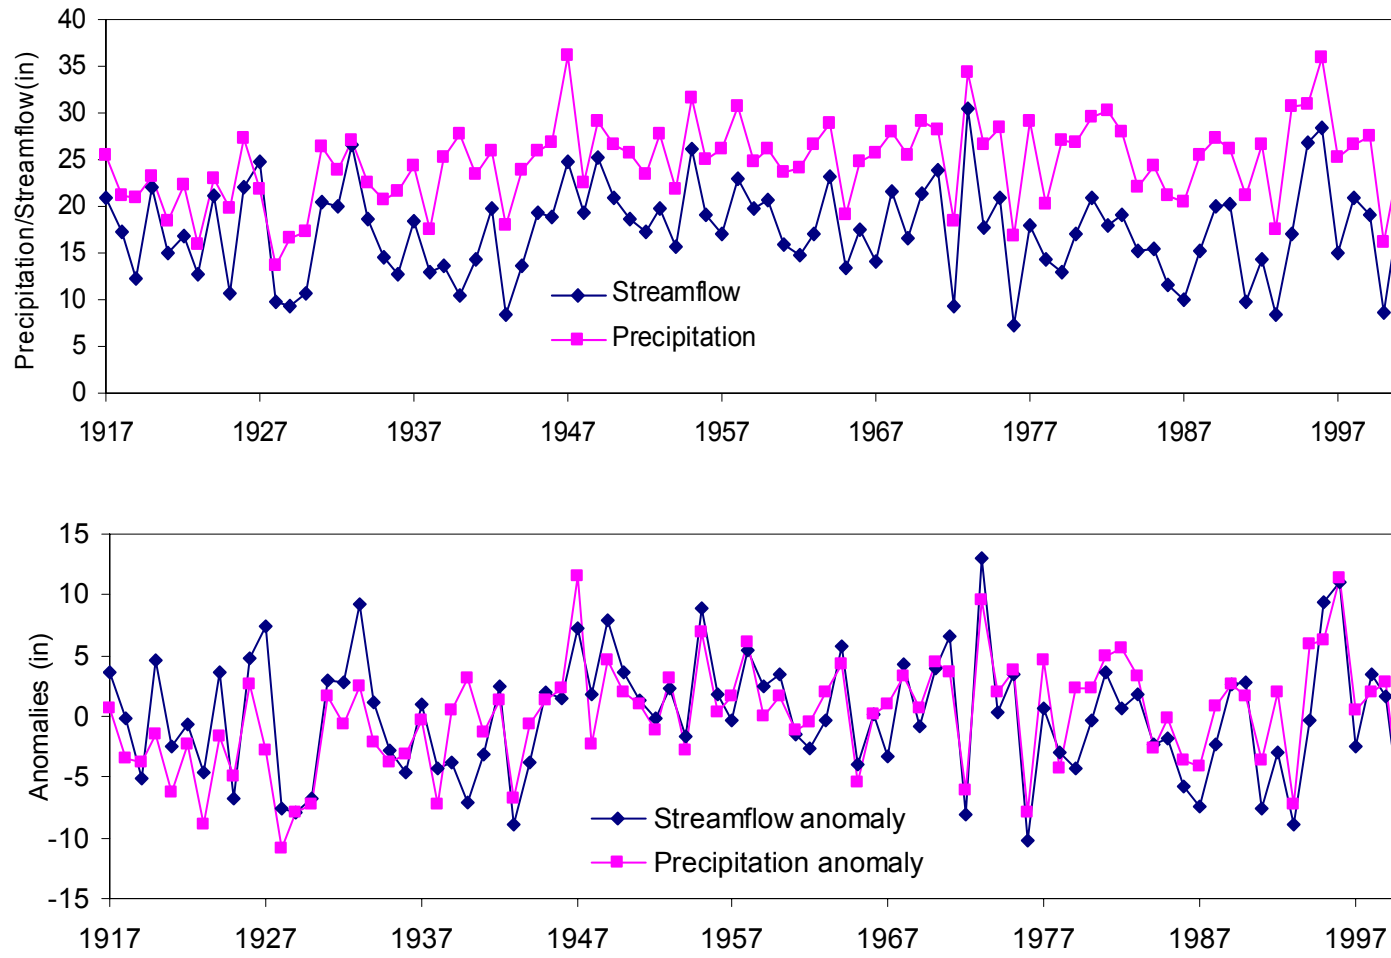 Precipitation/Streamflow(in)
40
35
30
25
20
15
10
5
0
Streamflow
Precipitation
1917 1927 1937 1947 1957 1967 1977 1987 1997
Anomalies (in)
15
10
5
0
-5
-10
-15
Streamflow anomaly
Precipitation anomaly
1917 1927 1937 1947 1957 1967 1977 1987 1997